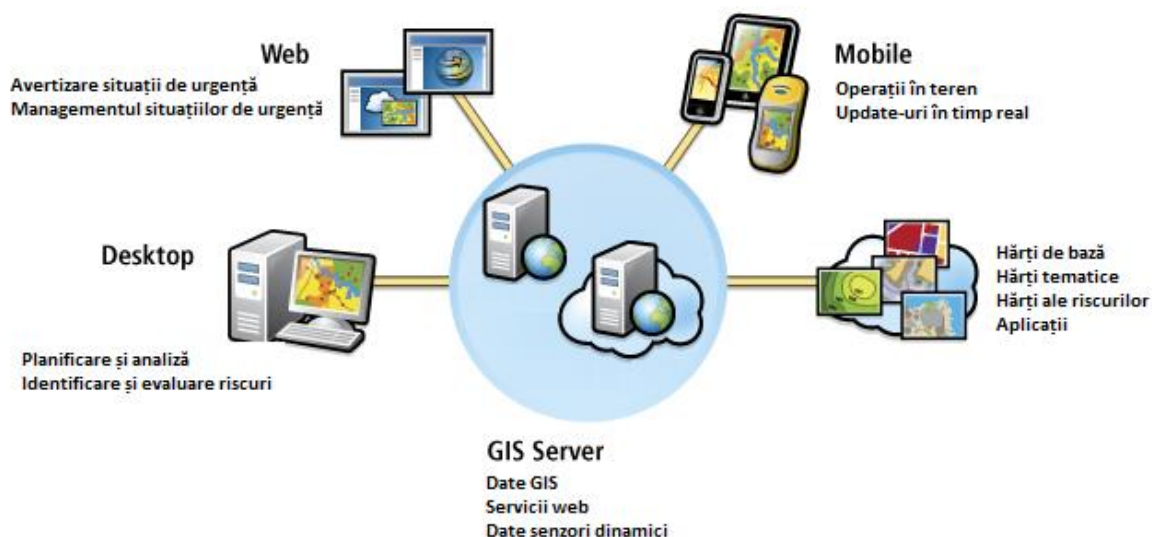 Web
Avertizare situații de urgență
Managementul situațiilor de urgență
Mobile
Operații în teren
Update-uri în timp real
Desktop
Planificare și analiză
Identificare și evaluare riscuri
Hărți de bază
Hărți tematice
Hărți ale riscurilor
Aplicații
GIS Server
Date GIS
Servicii web
Date senzori dinamici